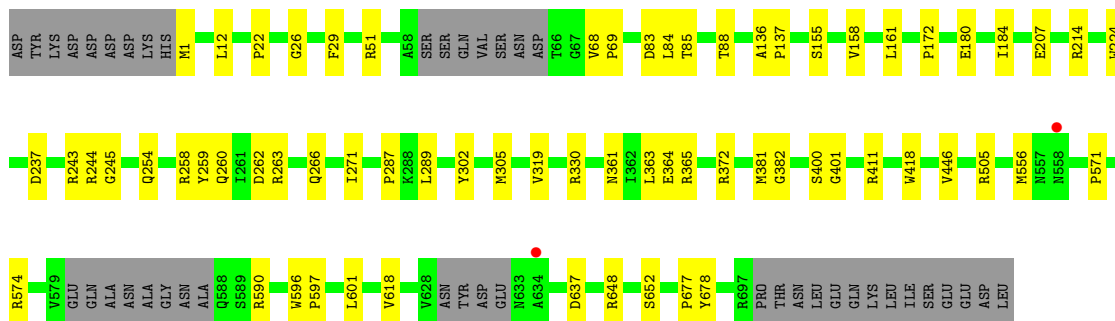 ASP TYR LYS ASP ASP ASP ASP LYS HIS M1 L12 P22 G26 F29 R51 A58 SER SER GLN VAL SER ASN ASP T66 G67 V68 P69 D83 L84 T85 T88 A136 P137 S155 V158 L161 P172 E180 I184 E207 R214
D237 R243 R244 G245 Q254 R258 Y259 Q260 I261 D262 R263 Q266 I271 P287 K288 L289 Y302 M305 V319 R330 N361 I362 L363 E364 R365 R372 M381 G382 S400 G401 R411 W418 V446 R505 M556 N557 N558 P571
R574 V579 GLU GLN ALA ASN ALA GLY ASN ALA Q588 S589 R590 W596 P597 L601 V618 V628 ASN TYR ASP GLU N633 A634 D637 R648 S652 P677 Y678 R697 PRO THR ASN LEU GLU GLN LYS LEU ILE SER GLU GLU ASP LEU